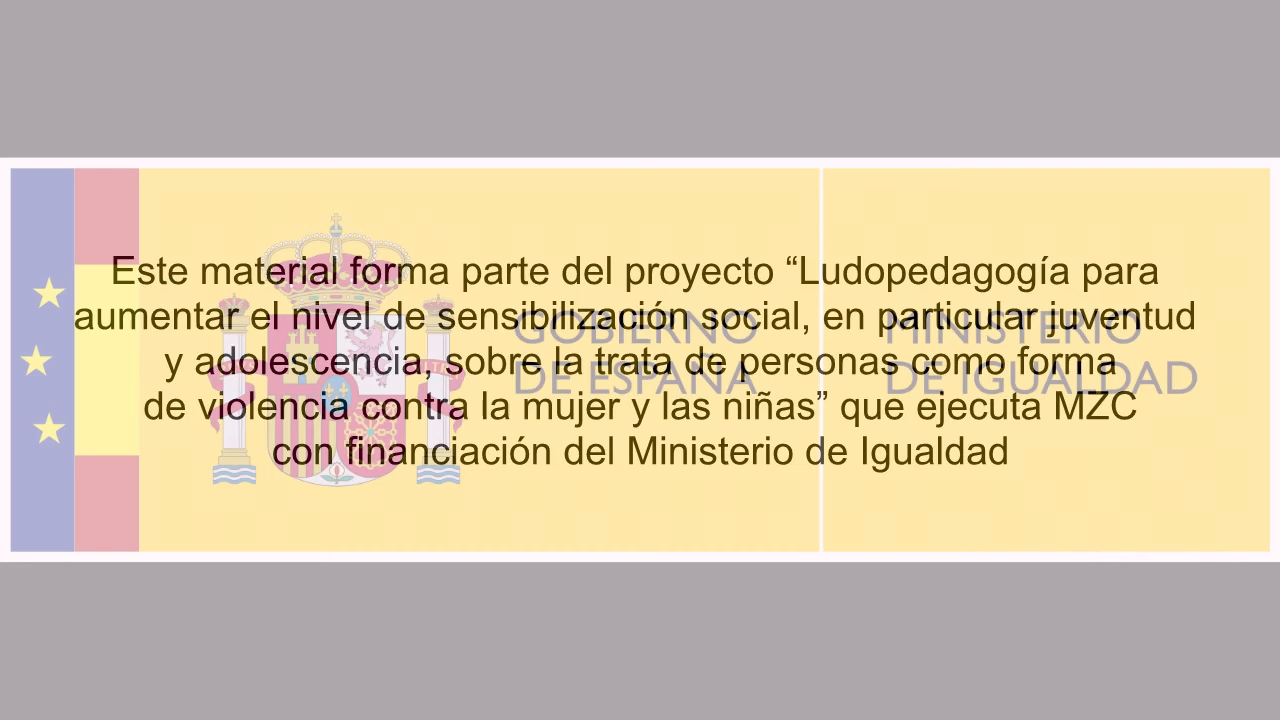 Este material forma parte del proyecto “Ludopedagogía para
aumentar el nivel de sensibilización social, en particular juventud
y adolescencia, sobre la trata de personas como forma
de violencia contra la mujer y las niñas” que ejecuta MZC
con financiación del Ministerio de Igualdad
GOBIERNO
DE ESPAÑA
MINISTERIO
DE IGUALDAD